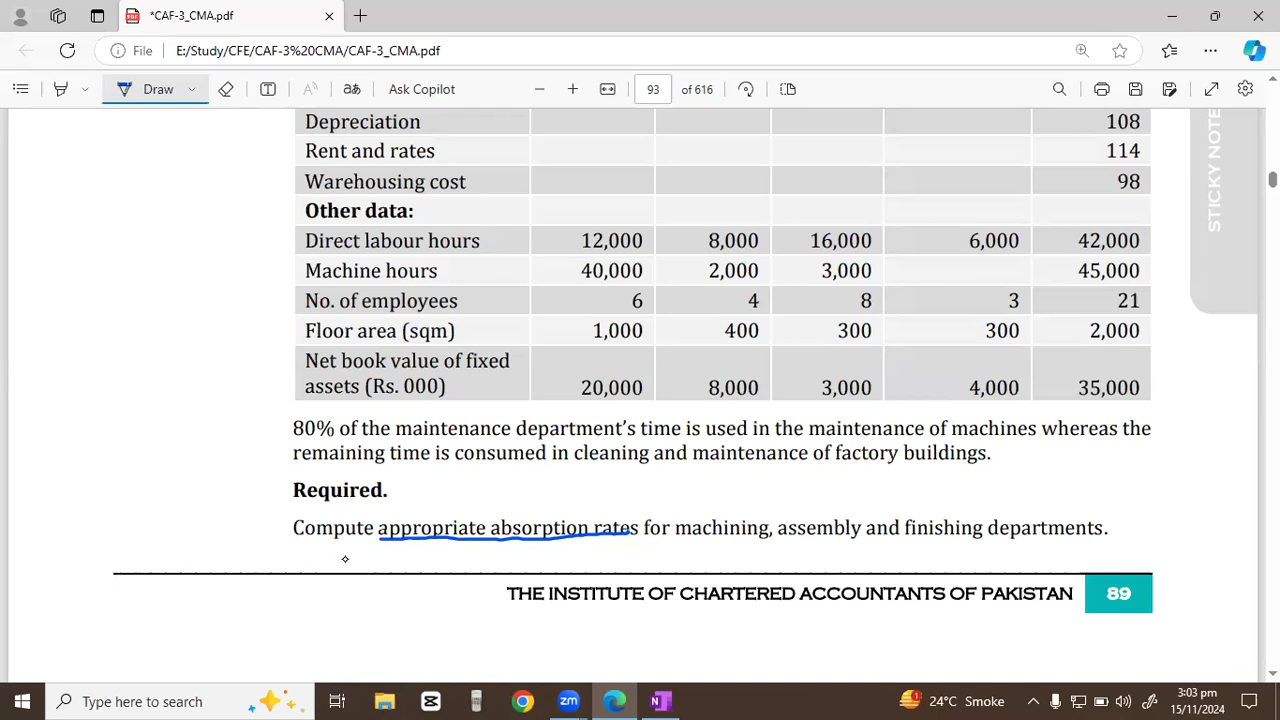 *CAF-3_CMA.pdf
File E:/Study/CFE/CAF-3%20CMA/CAF-3_CMA.pdf
Draw Ask Copilot 93 of 616
Depreciation 108
Rent and rates 114
Warehousing cost 98
Other data:
Direct labour hours 12,000 8,000 16,000 6,000 42,000
Machine hours 40,000 2,000 3,000 45,000
No. of employees 6 4 8 3 21
Floor area (sqm) 1,000 400 300 300 2,000
Net book value of fixed
assets (Rs. 000) 20,000 8,000 3,000 4,000 35,000
80% of the maintenance department's time is used in the maintenance of machines whereas the
remaining time is consumed in cleaning and maintenance of factory buildings.
Required.
Compute appropriate absorption rates for machining, assembly and finishing departments.
THE INSTITUTE OF CHARTERED ACCOUNTANTS OF PAKISTAN 89
STICKY NOTE
Type here to search
zm
24°C Smoke
3:03 pm
15/11/2024